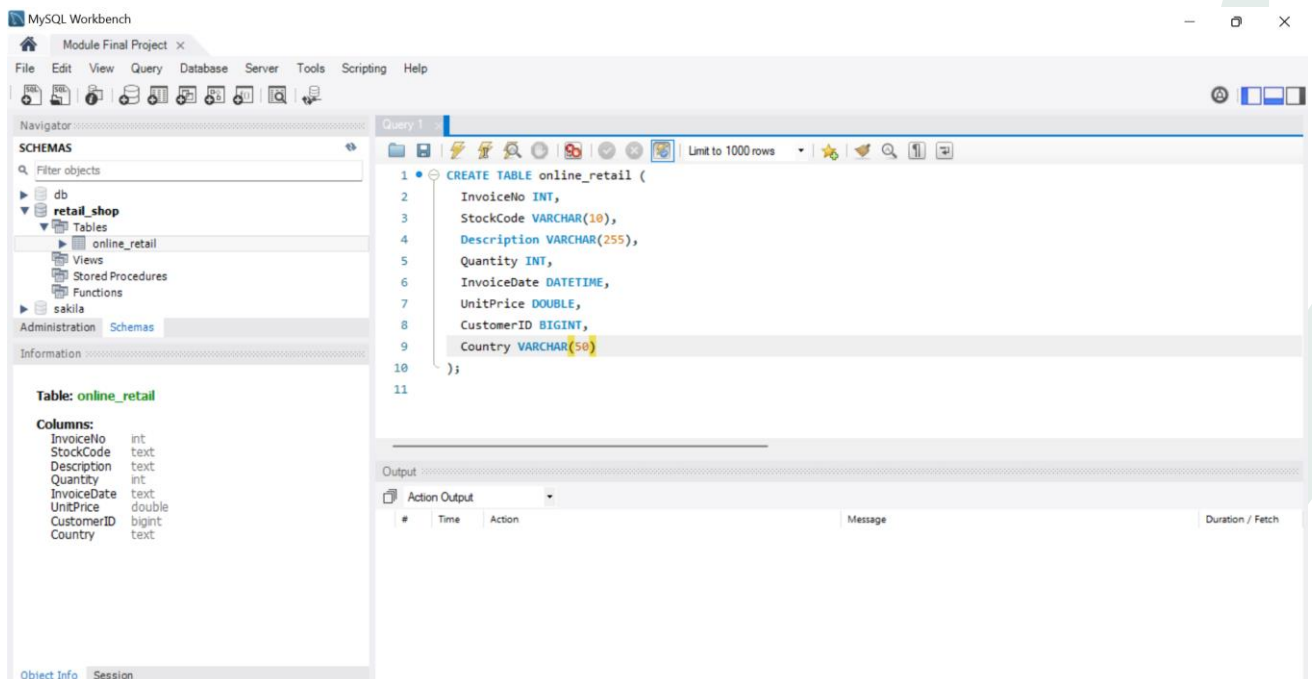 MySQL Workbench
Module Final Project
File Edit View Query Database Server Tools Scripting Help
Navigator
SCHEMAS
Filter objects
db
retail_shop
Tables
online_retail
Views
Stored Procedures
Functions
sakila
Administration Schemas
Information
Table: online_retail
Columns:
InvoiceNo int
StockCode text
Description text
Quantity int
InvoiceDate text
UnitPrice double
CustomerID bigint
Country text
Object Info Session
Query 1
Limit to 1000 rows
1 CREATE TABLE online_retail (
2 InvoiceNo INT,
3 StockCode VARCHAR(10),
4 Description VARCHAR(255),
5 Quantity INT,
6 InvoiceDate DATETIME,
7 UnitPrice DOUBLE,
8 CustomerID BIGINT,
9 Country VARCHAR(50)
10 );
11
Output
Action Output
# Time Action Message Duration / Fetch